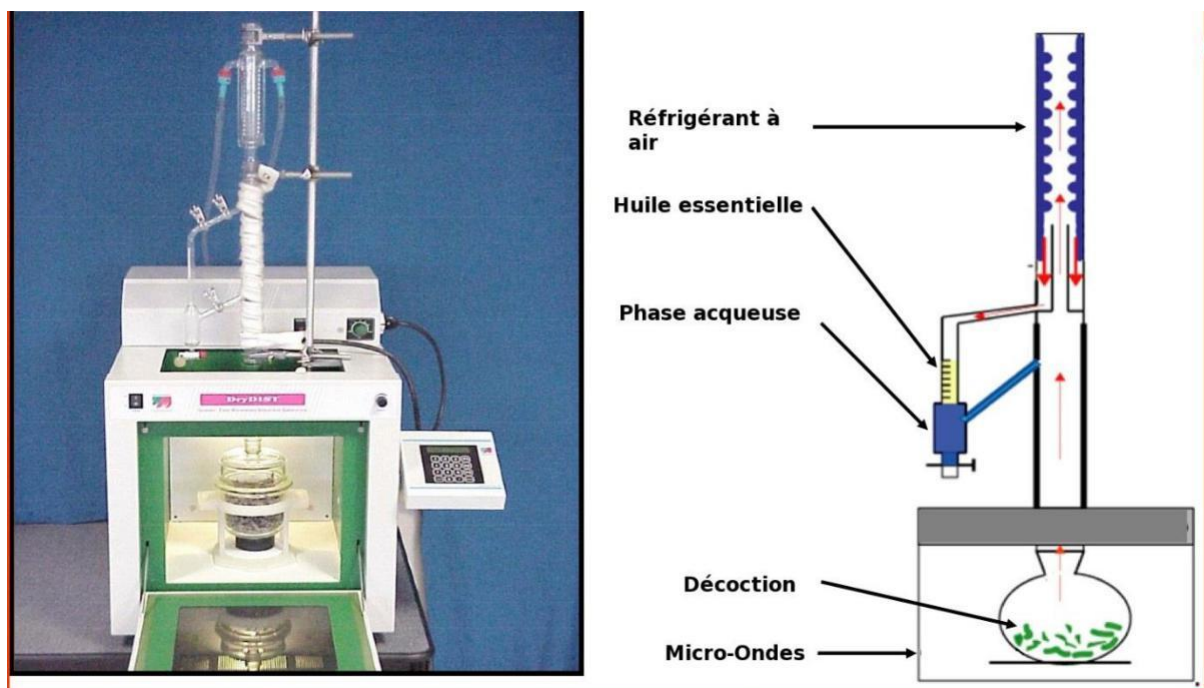 DryDIST
Réfrigérant à
air
Huile essentielle
Phase acqueuse
Décoction
Micro-Ondes